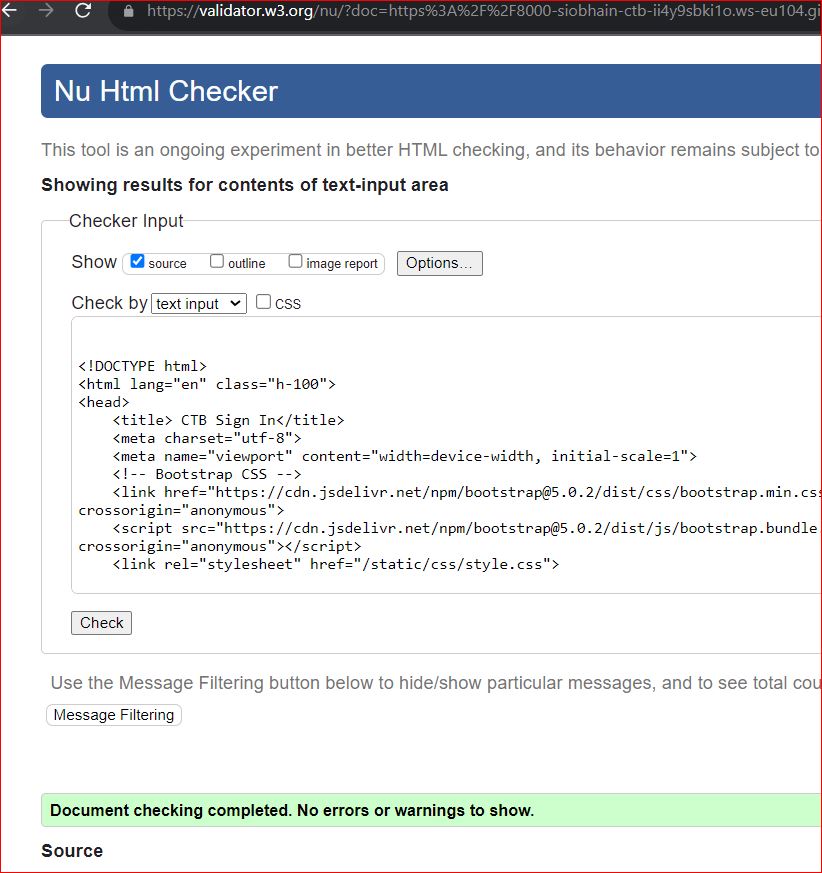 https://validator.w3.org/nu/?doc=https%3A%2F%2F8000-siobhain-ctb-ii4y9sbki1o.ws-eu104.gi
Nu Html Checker
This tool is an ongoing experiment in better HTML checking, and its behavior remains subject to
Showing results for contents of text-input area
Checker Input
Show source outline image report Options...
Check by text input CSS
<!DOCTYPE html>
<html lang="en" class="h-100">
<head>
    <title> CTB Sign In</title>
    <meta charset="utf-8">
    <meta name="viewport" content="width=device-width, initial-scale=1">
    <!-- Bootstrap CSS -->
    <link href="https://cdn.jsdelivr.net/npm/bootstrap@5.0.2/dist/css/bootstrap.min.css
crossorigin="anonymous">
    <script src="https://cdn.jsdelivr.net/npm/bootstrap@5.0.2/dist/js/bootstrap.bundle.
crossorigin="anonymous"></script>
    <link rel="stylesheet" href="/static/css/style.css">
Check
Use the Message Filtering button below to hide/show particular messages, and to see total cou
Message Filtering
Document checking completed. No errors or warnings to show.
Source